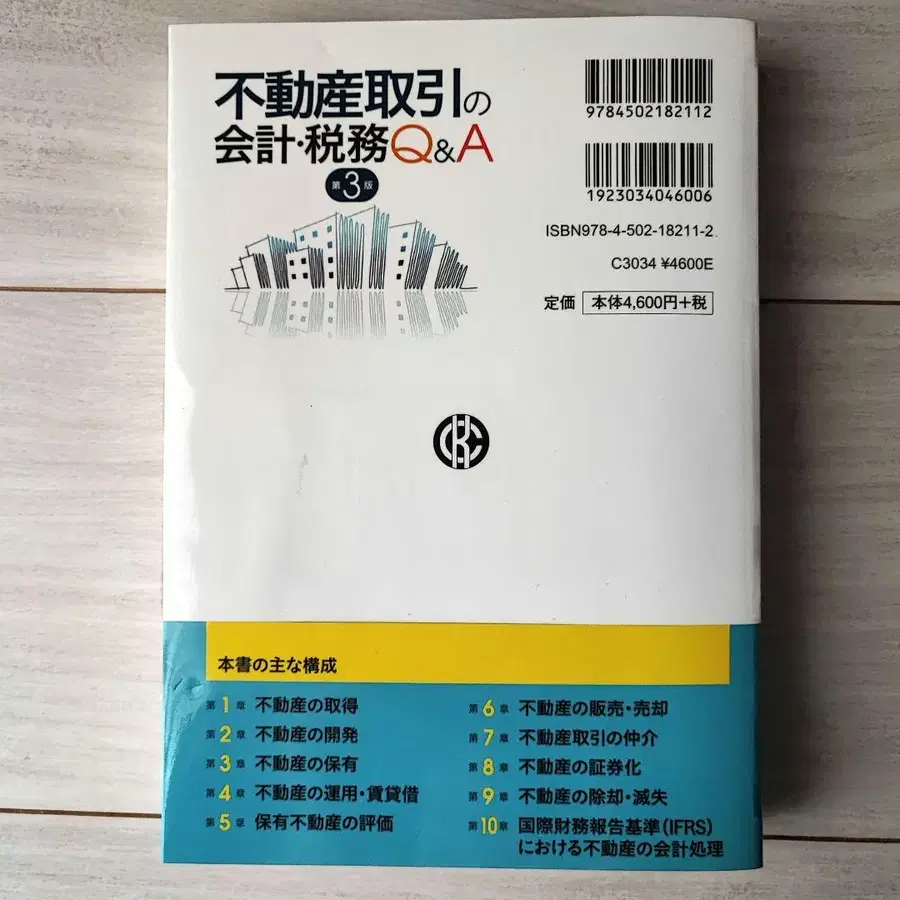 不動産取引の
会計・税務Q&A
第3版
9784502182112
1923034046006
ISBN978-4-502-18211-2
C3034 ¥4600E
定価 本体4,600円+税
CKC
本書の主な構成
第1章 不動産の取得
第2章 不動産の開発
第3章 不動産の保有
第4章 不動産の運用・賃貸借
第5章 保有不動産の評価
第6章 不動産の販売・売却
第7章 不動産取引の仲介
第8章 不動産の証券化
第9章 不動産の除却・滅失
第10章 国際財務報告基準(IFRS)
における不動産の会計処理